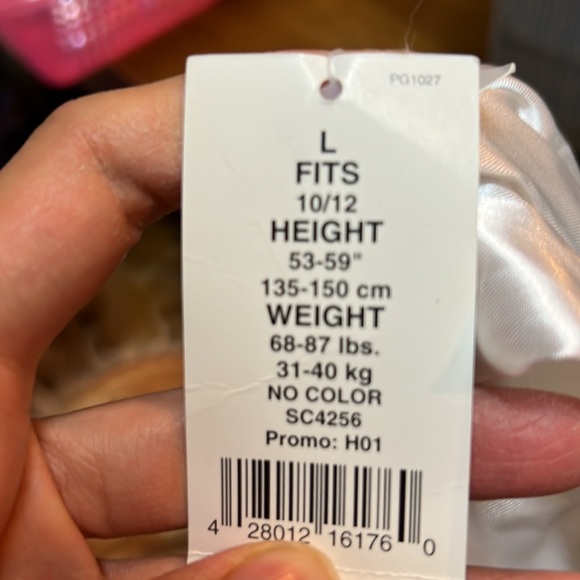 PG1027
L
FITS
10/12
HEIGHT
53-59"
135-150 cm
WEIGHT
68-87 lbs.
31-40 kg
NO COLOR
SC4256
Promo: H01
4 28012 16176 0